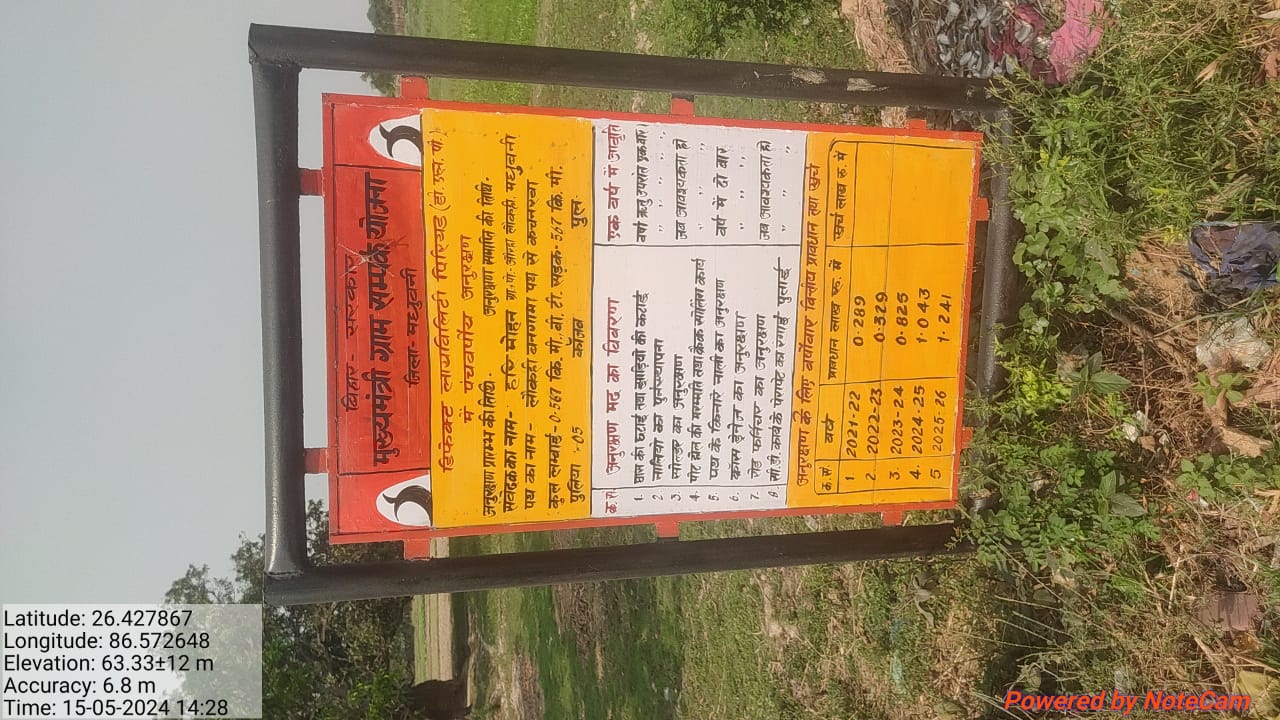 बिहार - सरकार
मुख्यमंत्री ग्राम सम्पर्क योजना
जिला- मधुबनी
डिफेक्ट लायविलिटी पिरियड (डी. एल. पी.)
में पंचवर्षीय अनुरक्षण
अनुरक्षण प्रारम्भ की तिथि- अनुरक्षण समाप्ति की तिथि-
संवेदक का नाम - हरि मोहन झा.
पथ का नाम -
कुल लम्बाई - 0.567 कि. मी. बी. टी. सड़क - 567 कि. मी.
पुलिया - 05 कॉजवे पुल
क्र.सं. अनुरक्षण मद का विवरण एक वर्ष में आवृति
1. घास की छटाई तथा झाड़ियों की कटाई
2 नालियों का पुनर्स्थापना " " " "
3. सोल्डर का अनुरक्षण जब आवश्यकता हो
4. वर्ष में दो बार
5. पटरी के किनारे नाली का अनुरक्षण " " " "
6. क्रास ड्रेनेज का अनुरक्षण " " "
7. रोड फर्नीचर का अनुरक्षण जब आवश्यकता हो
8 " "
अनुरक्षण के लिए वर्षवार वित्तीय प्रावधान तथा खर्च
क्र.सं. वर्ष प्रावधान लाख रू. में खर्च लाख रू. में
1 2021-22 0.289
2 2022-23 0.329
3. 2023-24 0.825
4. 2024-25 1.043
5 2025-26 1.241
Latitude: 26.427867
Longitude: 86.572648
Elevation: 63.33±12 m
Accuracy: 6.8 m
Time: 15-05-2024 14:28
Powered by NoteCam